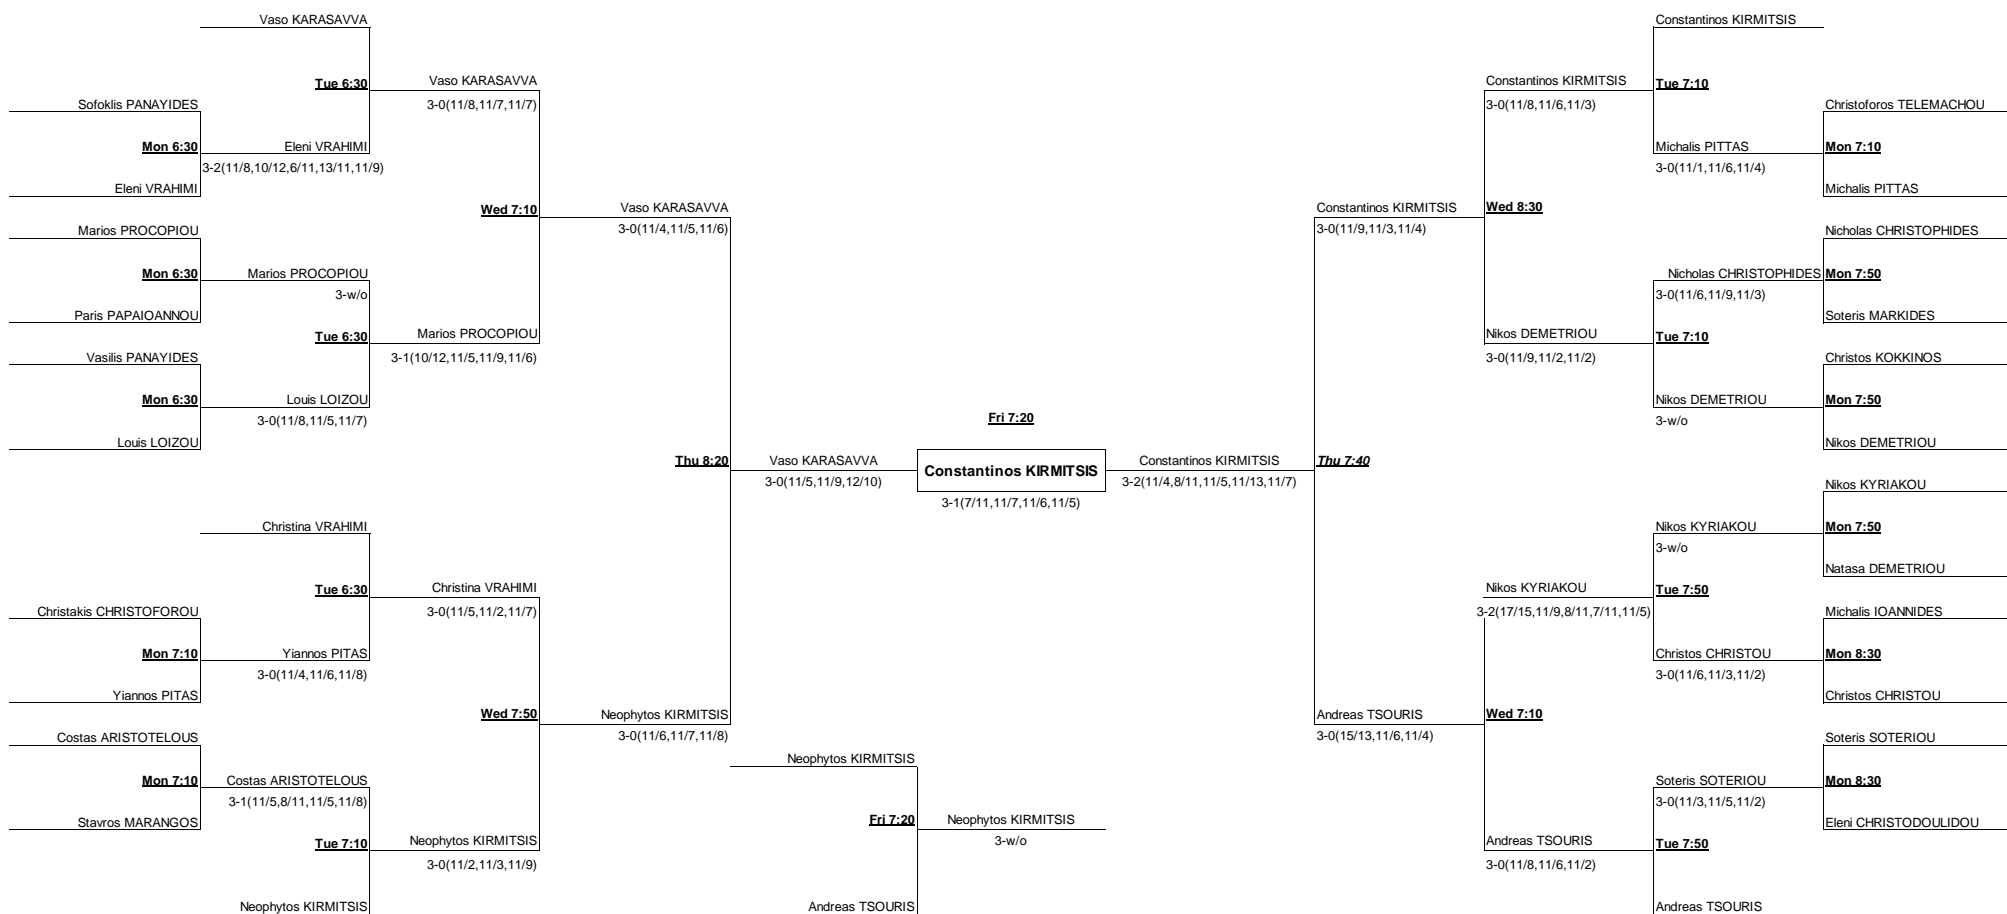 Vaso KARASAVVA
Constantinos KIRMITSIS
Tue 6:30
Vaso KARASAVVA
Constantinos KIRMITSIS
Tue 7:10
Sofoklis PANAYIDES
3-0(11/8,11/7,11/7)
3-0(11/8,11/6,11/3)
Christoforos TELEMACHOU
Mon 6:30
Eleni VRAHIMI
Michalis PITTAS
Mon 7:10
3-2(11/8,10/12,6/11,13/11,11/9)
3-0(11/1,11/6,11/4)
Eleni VRAHIMI
Michalis PITTAS
Wed 7:10
Vaso KARASAVVA
Constantinos KIRMITSIS
Wed 8:30
Marios PROCOPIOU
3-0(11/4,11/5,11/6)
3-0(11/9,11/3,11/4)
Nicholas CHRISTOPHIDES
Mon 6:30
Marios PROCOPIOU
Nicholas CHRISTOPHIDES
Mon 7:50
3-w/o
3-0(11/6,11/9,11/3)
Paris PAPAIOANNOU
Soteris MARKIDES
Tue 6:30
Marios PROCOPIOU
Nikos DEMETRIOU
Tue 7:10
Vasilis PANAYIDES
3-1(10/12,11/5,11/9,11/6)
3-0(11/9,11/2,11/2)
Christos KOKKINOS
Mon 6:30
Louis LOIZOU
Nikos DEMETRIOU
Mon 7:50
3-0(11/8,11/5,11/7)
Fri 7:20
3-w/o
Louis LOIZOU
Nikos DEMETRIOU
Thu 8:20
Vaso KARASAVVA
Constantinos KIRMITSIS
Constantinos KIRMITSIS
Thu 7:40
3-0(11/5,11/9,12/10)
3-2(11/4,8/11,11/5,11/13,11/7)
Nikos KYRIAKOU
3-1(7/11,11/7,11/6,11/5)
Christina VRAHIMI
Nikos KYRIAKOU
Mon 7:50
3-w/o
Natasa DEMETRIOU
Tue 6:30
Christina VRAHIMI
Nikos KYRIAKOU
Tue 7:50
Christakis CHRISTOFOROU
3-0(11/5,11/2,11/7)
3-2(17/15,11/9,8/11,7/11,11/5)
Michalis IOANNIDES
Mon 7:10
Yiannos PITAS
Christos CHRISTOU
Mon 8:30
3-0(11/4,11/6,11/8)
3-0(11/6,11/3,11/2)
Yiannos PITAS
Christos CHRISTOU
Wed 7:50
Neophytos KIRMITSIS
Andreas TSOURIS
Wed 7:10
Costas ARISTOTELOUS
3-0(11/6,11/7,11/8)
3-0(15/13,11/6,11/4)
Soteris SOTERIOU
Neophytos KIRMITSIS
Mon 7:10
Costas ARISTOTELOUS
Soteris SOTERIOU
Mon 8:30
3-1(11/5,8/11,11/5,11/8)
3-0(11/3,11/5,11/2)
Stavros MARANGOS
Fri 7:20
Neophytos KIRMITSIS
Eleni CHRISTODOULIDOU
Tue 7:10
Neophytos KIRMITSIS
3-w/o
Andreas TSOURIS
Tue 7:50
3-0(11/2,11/3,11/9)
3-0(11/8,11/6,11/2)
Neophytos KIRMITSIS
Andreas TSOURIS
Andreas TSOURIS